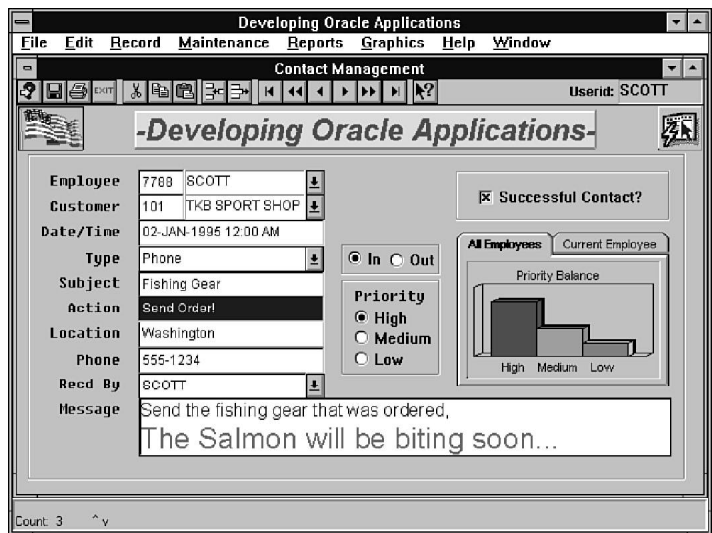 Developing Oracle Applications
File Edit Record Maintenance Reports Graphics Help Window
Contact Management
EXIT Userid: SCOTT
-Developing Oracle Applications-
Employee 7788 SCOTT
Successful Contact?
Customer 101 TKB SPORT SHOP
Date/Time 02-JAN-1995 12:00 AM
All Employees Current Employee
Type Phone
In Out
Priority Balance
Subject Fishing Gear
Priority
Action Send Order!
High
Location Washington
Medium
Phone 555-1234
Low
High Medium Low
Recd By SCOTT
Message Send the fishing gear that was ordered,
The Salmon will be biting soon...
Count: 3 ^ v